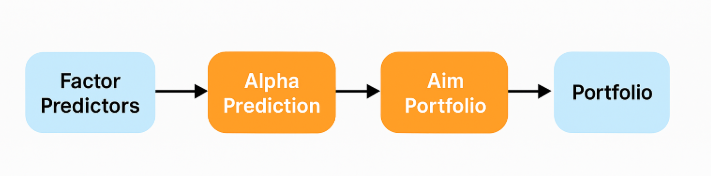 Factor
Predictors
Alpha
Prediction
Aim
Portfolio
Portfolio